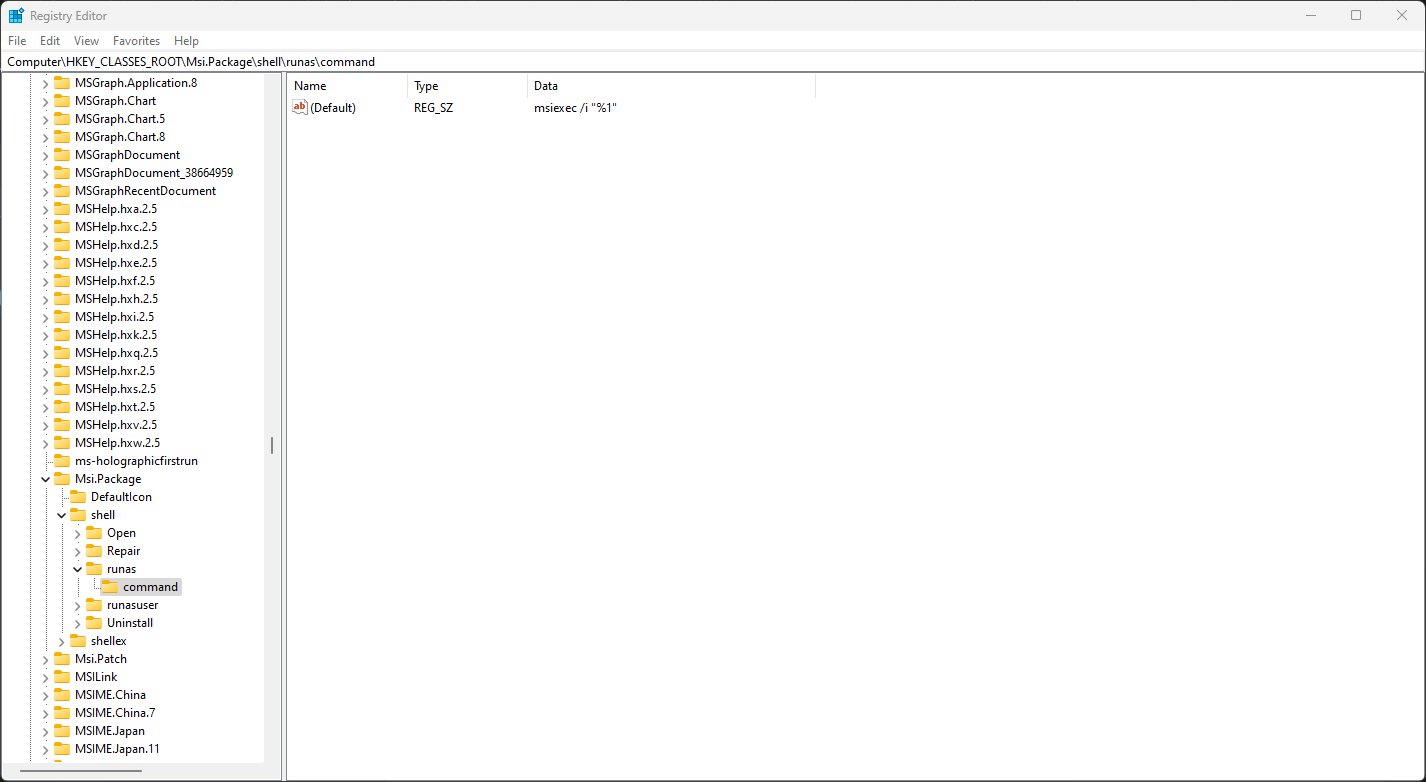 Registry Editor
File Edit View Favorites Help
Computer\HKEY_CLASSES_ROOT\Msi.Package\shell\runas\command
MSGraph.Application.8
MSGraph.Chart
MSGraph.Chart.5
MSGraph.Chart.8
MSGraphDocument
MSGraphDocument_38664959
MSGraphRecentDocument
MSHelp.hxa.2.5
MSHelp.hxc.2.5
MSHelp.hxd.2.5
MSHelp.hxe.2.5
MSHelp.hxf.2.5
MSHelp.hxh.2.5
MSHelp.hxi.2.5
MSHelp.hxk.2.5
MSHelp.hxq.2.5
MSHelp.hxr.2.5
MSHelp.hxs.2.5
MSHelp.hxt.2.5
MSHelp.hxv.2.5
MSHelp.hxw.2.5
ms-holographicfirstrun
Msi.Package
DefaultIcon
shell
Open
Repair
runas
command
runasuser
Uninstall
shellex
Msi.Patch
MSILink
MSIME.China
MSIME.China.7
MSIME.Japan
MSIME.Japan.11
Name Type Data
ab (Default) REG_SZ msiexec /i "%1"